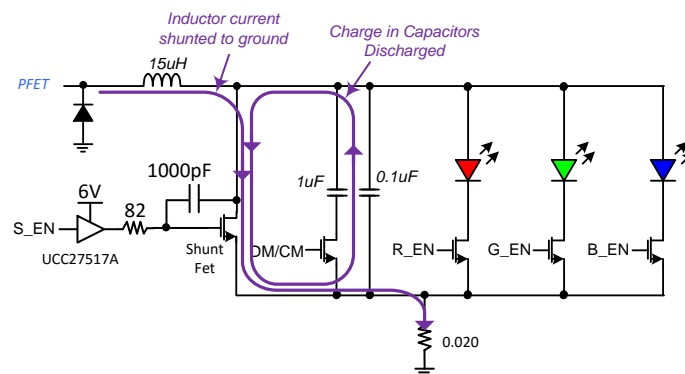 Inductor current
shunted to ground
Charge in Capacitors
Discharged
15uH
PFET
1000pF
6V
82
S_EN
UCC27517A
Shunt
Fet
1uF
0.1uF
DM/CM
R_EN
G_EN
B_EN
0.020